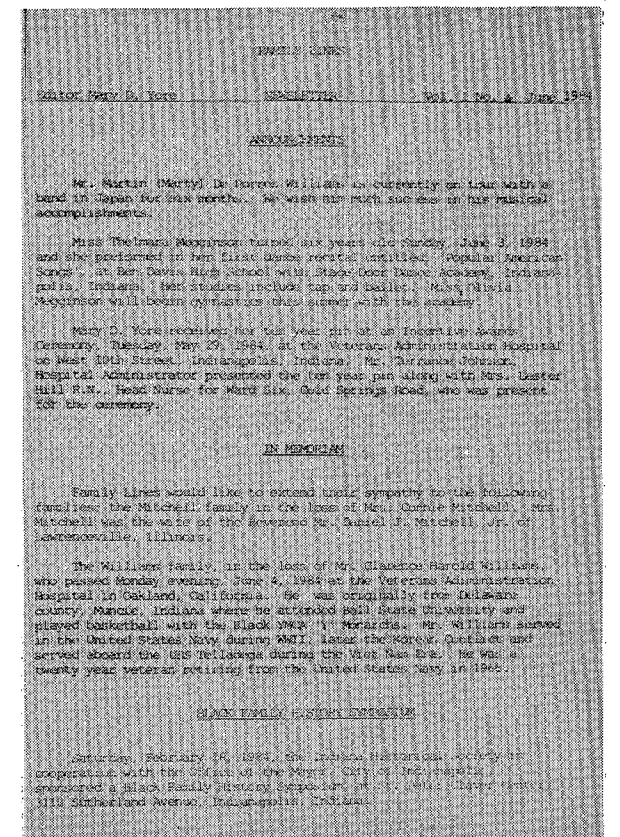 FAMILY LINES
Editor Mary D. Yore NEWSLETTER Vol. I No. June 1984
ANNOUNCEMENTS
Mr. Martin (Marty) De Williams is currently on tour with a
band in Japan for six months. We wish him much success in his musical
accomplishments.
Miss Thelmara Mogginson turned six years old Sunday, June 3, 1984
and she performed in her first dance recital entitled "Popular American
Songs", at Ben Davis High School with Stage Door Dance Academy, Indiana-
polis, Indiana. Her studies include tap and ballet. Miss Olivia
Mogginson will begin gymnastics this summer with the academy.
Mary D. Yore received her ten year pin at an Incentive Awards
Ceremony, Tuesday, May 29, 1984, at the Veterans Administration Hospital
on West 10th Street, Indianapolis, Indiana. Mr. Johnson,
Hospital Administrator presented the ten year pin along with Mrs. Lester
Hill R.N., Head Nurse for Ward Six, Cold Springs Road, who was present
for the ceremony.
IN MEMORIAM
Family Lines would like to extend their sympathy to the following
families: the Mitchell family in the loss of Mrs. Connie Mitchell. Mrs.
Mitchell was the wife of the Reverend Mr. Daniel J. Mitchell, Jr. of
Lawrenceville, Illinois.
The Williams family, in the loss of Mr. Clarence Harold Williams,
who passed Monday evening, June 4, 1984 at the Veterans Administration
Hospital in Oakland, California. He was originally from Delaware
county, Muncie, Indiana where he attended Ball State University and
played basketball with the Black YMCA "Y" Monarchs. Mr. Williams served
in the United States Navy during WWII, later the Korea Conflict and
served aboard the USS during the Viet Nam Era. He was a
twenty year veteran retiring from the United States Navy in 1965.
BLACK FAMILY HISTORY SYMPOSIUM
Saturday, February 1984, the Indiana Historical Society in
cooperation with the Office of the Mayor, City of Indianapolis
sponsored a Black Family History Symposium at St. Peter Claver Center,
3110 Sutherland Avenue, Indianapolis, Indiana.